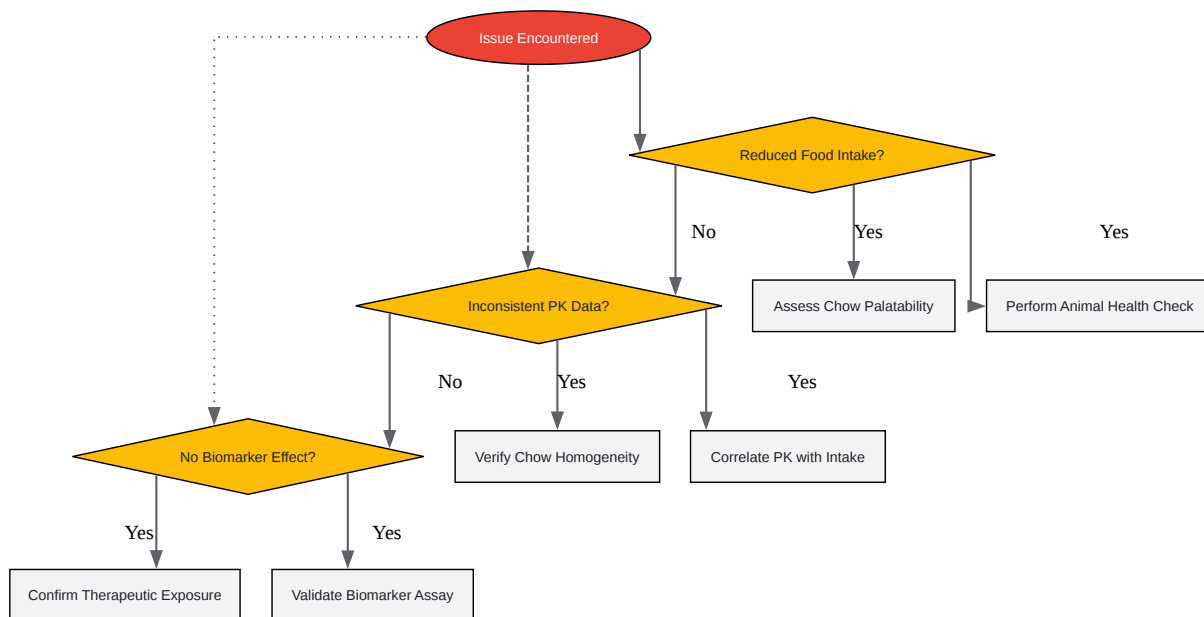 Issue Encountered
Reduced Food Intake?
No
Yes
Yes
Inconsistent PK Data?
Assess Chow Palatability
Perform Animal Health Check
No
Yes
Yes
No Biomarker Effect?
Verify Chow Homogeneity
Correlate PK with Intake
Yes
Yes
Confirm Therapeutic Exposure
Validate Biomarker Assay